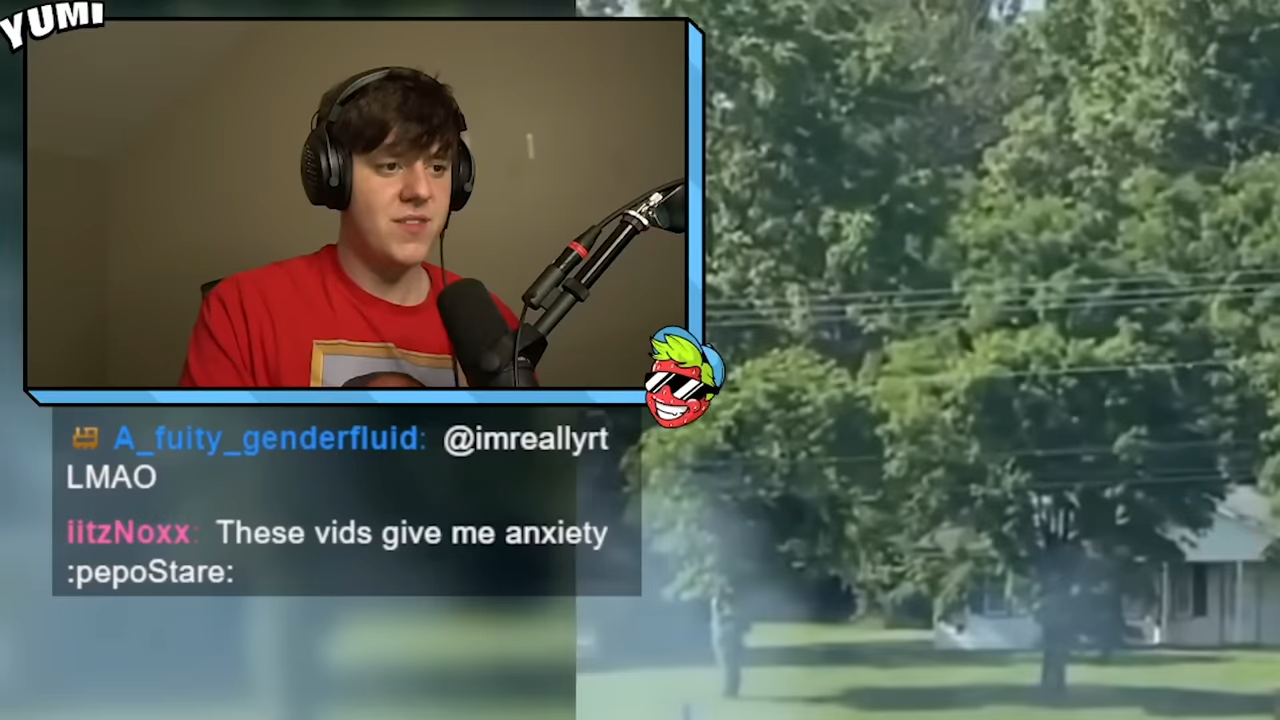 YUMI
A_fuity_genderfluid: @imreallyrt
LMAO
iitzNoxx: These vids give me anxiety
:pepoStare: